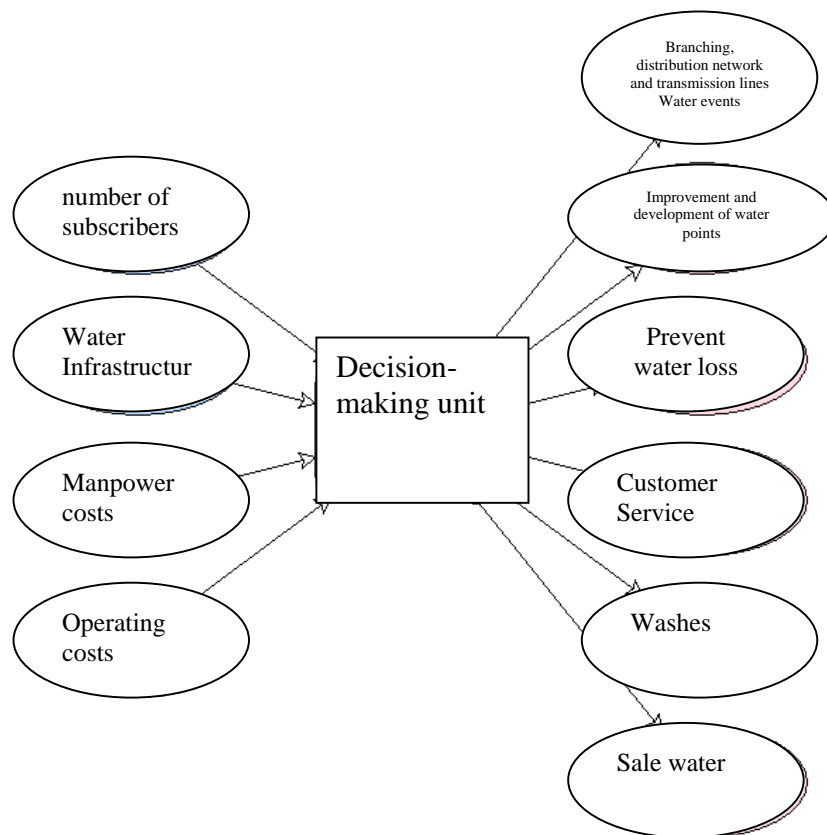 number of
subscribers
Water
Infrastructur
Manpower
costs
Operating
costs
Decision-
making unit
Branching,
distribution network
and transmission lines
Water events
Improvement and
development of water
points
Prevent
water loss
Customer
Service
Washes
Sale water